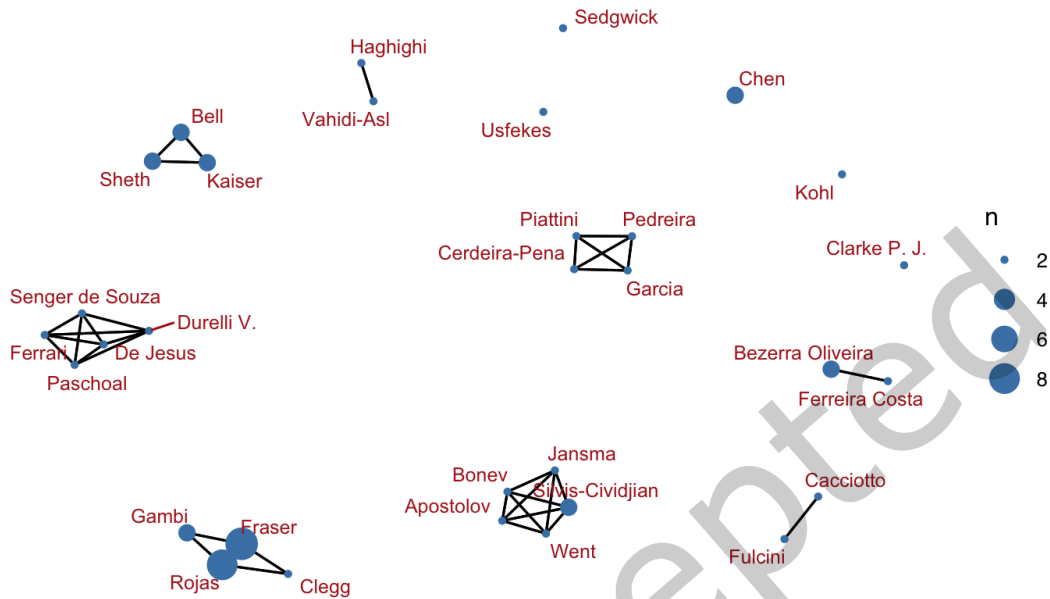 Sedgwick
Haghighi
Chen
Bell
Vahidi-Asl
Usfekes
Sheth
Kaiser
Kohl
Piattini
Pedreira
n
Cerdeira-Pena
Clarke P. J.
2
Garcia
Senger de Souza
4
Durelli V.
Ferrari
De Jesus
6
Bezerra Oliveira
Paschoal
8
Ferreira Costa
Jansma
Bonev
Silvis-Cividjian
Cacciotto
Apostolov
Gambi
Fraser
Went
Fulcini
Rojas
Clegg
epted